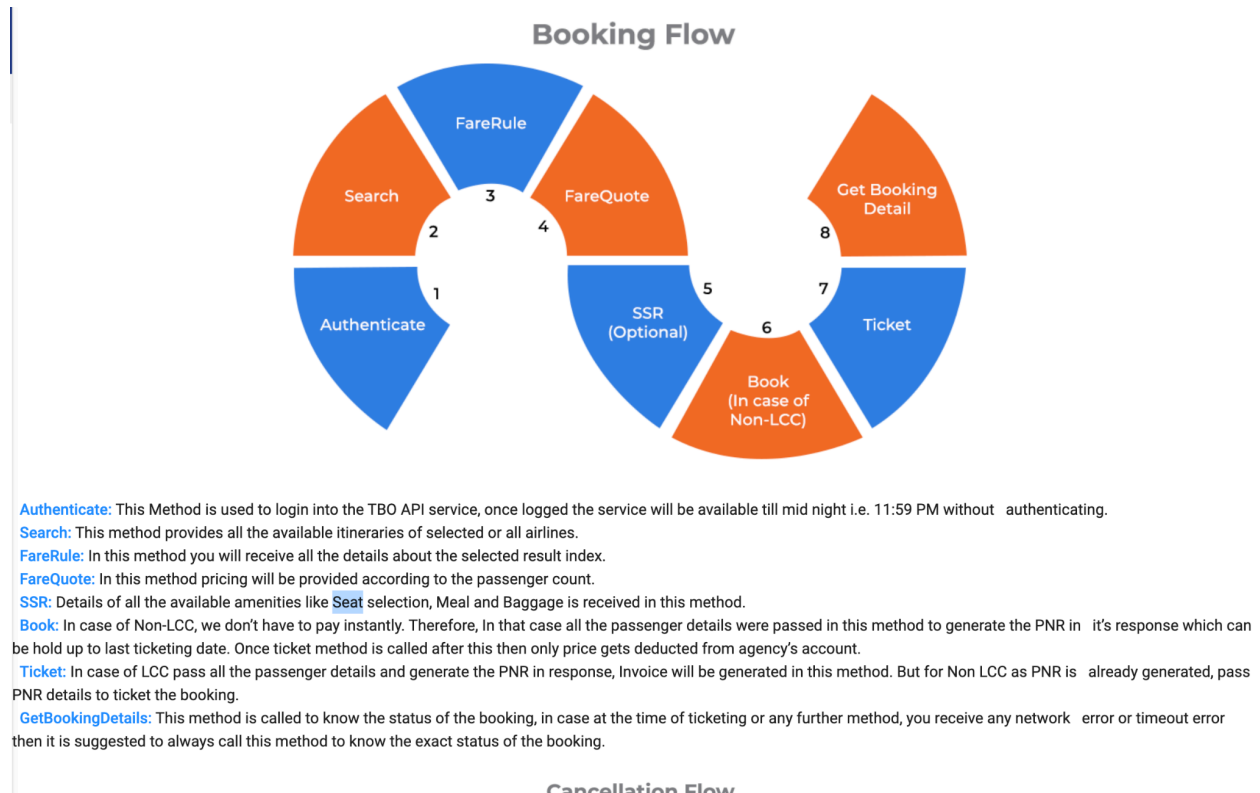 Booking Flow
FareRule
Search
FareQuote
Get Booking
Detail
3
2
4
8
1
5
7
6
Authenticate
SSR
(Optional)
Ticket
Book
(In case of
Non-LCC)
Authenticate: This Method is used to login into the TBO API service, once logged the service will be available till mid night i.e. 11:59 PM without authenticating.
Search: This method provides all the available itineraries of selected or all airlines.
FareRule: In this method you will receive all the details about the selected result index.
FareQuote: In this method pricing will be provided according to the passenger count.
SSR: Details of all the available amenities like Seat selection, Meal and Baggage is received in this method.
Book: In case of Non-LCC, we don't have to pay instantly. Therefore, In that case all the passenger details were passed in this method to generate the PNR in it's response which can
be hold up to last ticketing date. Once ticket method is called after this then only price gets deducted from agency's account.
Ticket: In case of LCC pass all the passenger details and generate the PNR in response, Invoice will be generated in this method. But for Non LCC as PNR is already generated, pass
PNR details to ticket the booking.
GetBookingDetails: This method is called to know the status of the booking, in case at the time of ticketing or any further method, you receive any network error or timeout error
then it is suggested to always call this method to know the exact status of the booking.
Cancellation Flow